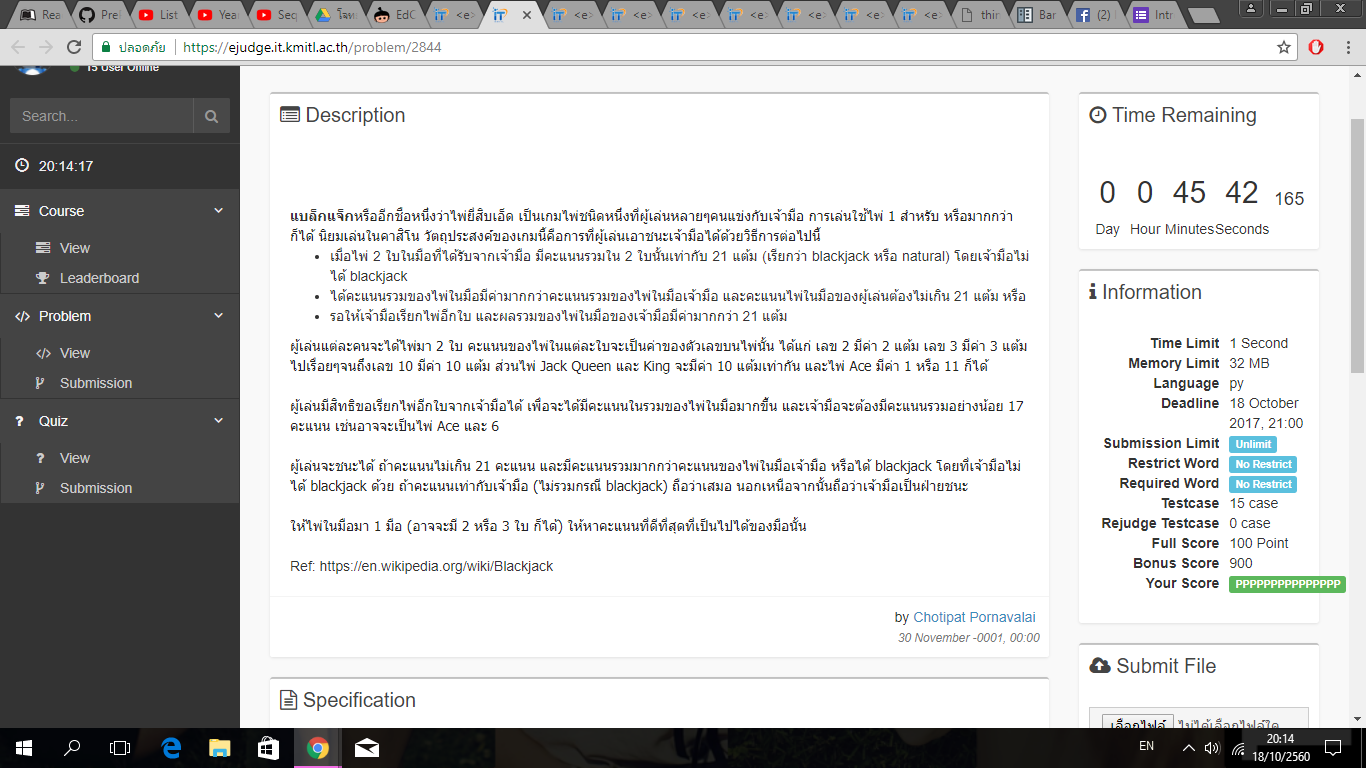 Rea
Pre
List
Year
Seq
โจท
EdC
<e>
<e
<e>
<e>
<e>
<e>
<e>
<e>
<e>
thir
Bar
(2)
Intr
ปลอดภัย
https://ejudge.it.kmitl.ac.th/problem/2844
15 User Online
Search...
20:14:17
Course
View
Leaderboard
Problem
View
Submission
Quiz
View
Submission
Description
แบล็กแจ็กหรืออีกชื่อหนึ่งว่าไพ่ยี่สิบเอ็ด เป็นเกมไพ่ชนิดหนึ่งที่ผู้เล่นหลายๆคนแข่งกับเจ้ามือ การเล่นใช้ไพ่ 1 สำหรับ หรือมากกว่า
ก็ได้ นิยมเล่นในคาสิโน วัตถุประสงค์ของเกมนี้คือการที่ผู้เล่นเอาชนะเจ้ามือได้ด้วยวิธีการต่อไปนี้
เมื่อไพ่ 2 ใบในมือที่ได้รับจากเจ้ามือ มีคะแนนรวมใน 2 ใบนั้นเท่ากับ 21 แต้ม (เรียกว่า blackjack หรือ natural) โดยเจ้ามือไม่
ได้ blackjack
ได้คะแนนรวมของไพ่ในมือมีค่ามากกว่าคะแนนรวมของไพ่ในมือเจ้ามือ และคะแนนไพ่ในมือของผู้เล่นต้องไม่เกิน 21 แต้ม หรือ
รอให้เจ้ามือเรียกไพ่อีกใบ และผลรวมของไพ่ในมือของเจ้ามือมีค่ามากกว่า 21 แต้ม
ผู้เล่นแต่ละคนจะได้ไพ่มา 2 ใบ คะแนนของไพ่ในแต่ละใบจะเป็นค่าของตัวเลขบนไพ่นั้น ได้แก่ เลข 2 มีค่า 2 แต้ม เลข 3 มีค่า 3 แต้ม
ไปเรื่อยๆจนถึงเลข 10 มีค่า 10 แต้ม ส่วนไพ่ Jack Queen และ King จะมีค่า 10 แต้มเท่ากัน และไพ่ Ace มีค่า 1 หรือ 11 ก็ได้
ผู้เล่นมีสิทธิขอเรียกไพ่อีกใบจากเจ้ามือได้ เพื่อจะได้มีคะแนนในรวมของไพ่ในมือมากขึ้น และเจ้ามือจะต้องมีคะแนนรวมอย่างน้อย 17
คะแนน เช่นอาจจะเป็นไพ่ Ace และ 6
ผู้เล่นจะชนะได้ ถ้าคะแนนไม่เกิน 21 คะแนน และมีคะแนนรวมมากกว่าคะแนนของไพ่ในมือเจ้ามือ หรือได้ blackjack โดยที่เจ้ามือไม่
ได้ blackjack ด้วย ถ้าคะแนนเท่ากับเจ้ามือ (ไม่รวมกรณี blackjack) ถือว่าเสมอ นอกเหนือจากนั้นถือว่าเจ้ามือเป็นฝ่ายชนะ
ให้ไพ่ในมือมา 1 มือ (อาจจะมี 2 หรือ 3 ใบ ก็ได้) ให้หาคะแนนที่ดีที่สุดที่เป็นไปได้ของมือนั้น
Ref: https://en.wikipedia.org/wiki/Blackjack
by Chotipat Pornavalai
30 November -0001, 00:00
Specification
Time Remaining
0 0 45 42 165
Day Hour Minutes Seconds
Information
Time Limit 1 Second
Memory Limit 32 MB
Language py
Deadline 18 October
2017, 21:00
Submission Limit Unlimit
Restrict Word No Restrict
Required Word No Restrict
Testcase 15 case
Rejudge Testcase 0 case
Full Score 100 Point
Bonus Score 900
Your Score PPPPPPPPPPPPPPP
Submit File
เลือกไฟล์ ไม่ได้เลือกไฟล์ใด
EN
20:14
18/10/2560